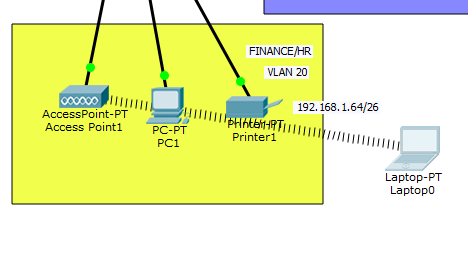 FINANCE/HR
VLAN 20
192.168.1.64/26
AccessPoint-PT
Access Point1
PC-PT
PC1
Printer-PT
Printer1
Laptop-PT
Laptop0